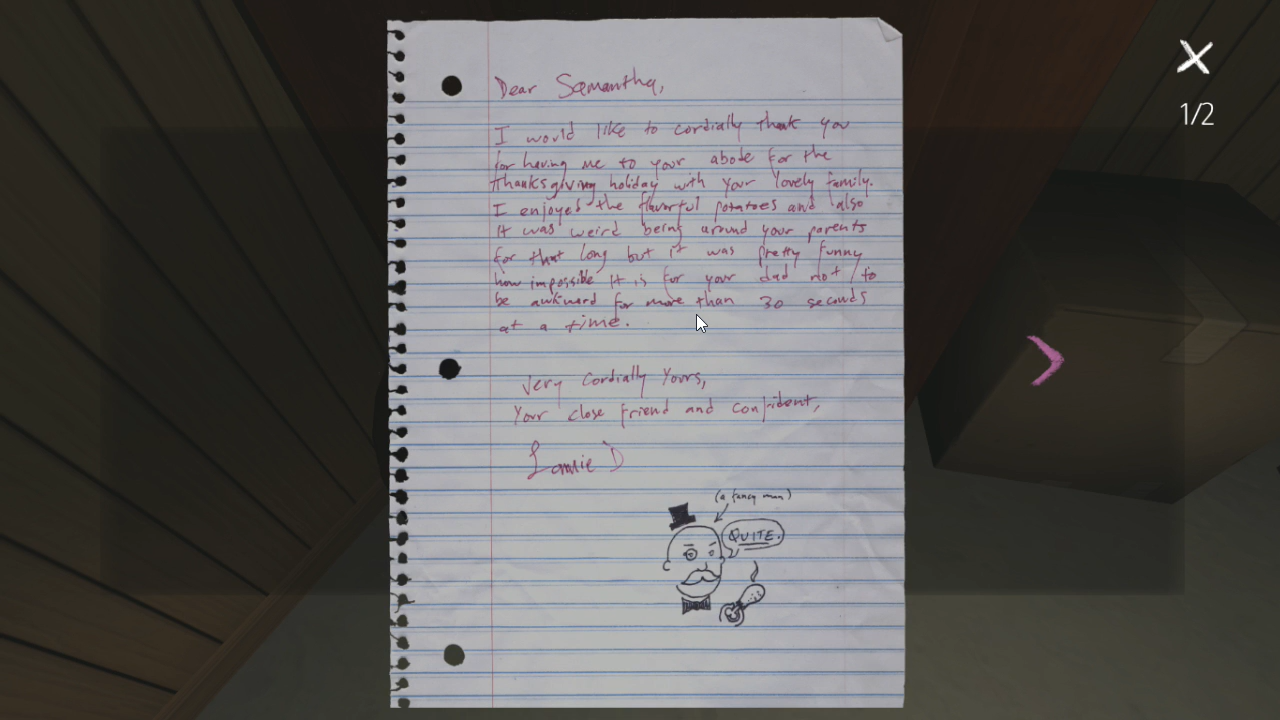 1/2
Dear Samantha,
I would like to cordially thank you
for having me to your abode for the
Thanksgiving holiday with your lovely family.
I enjoyed the flavorful potatoes and also
it was weird being around your parents
for that long but it was pretty funny
how impossible it is for your dad not to
be awkward for more than 30 seconds
at a time.
Very Cordially Yours,
Your close friend and confident,
Lonnie D
(a fancy man)
QUITE.